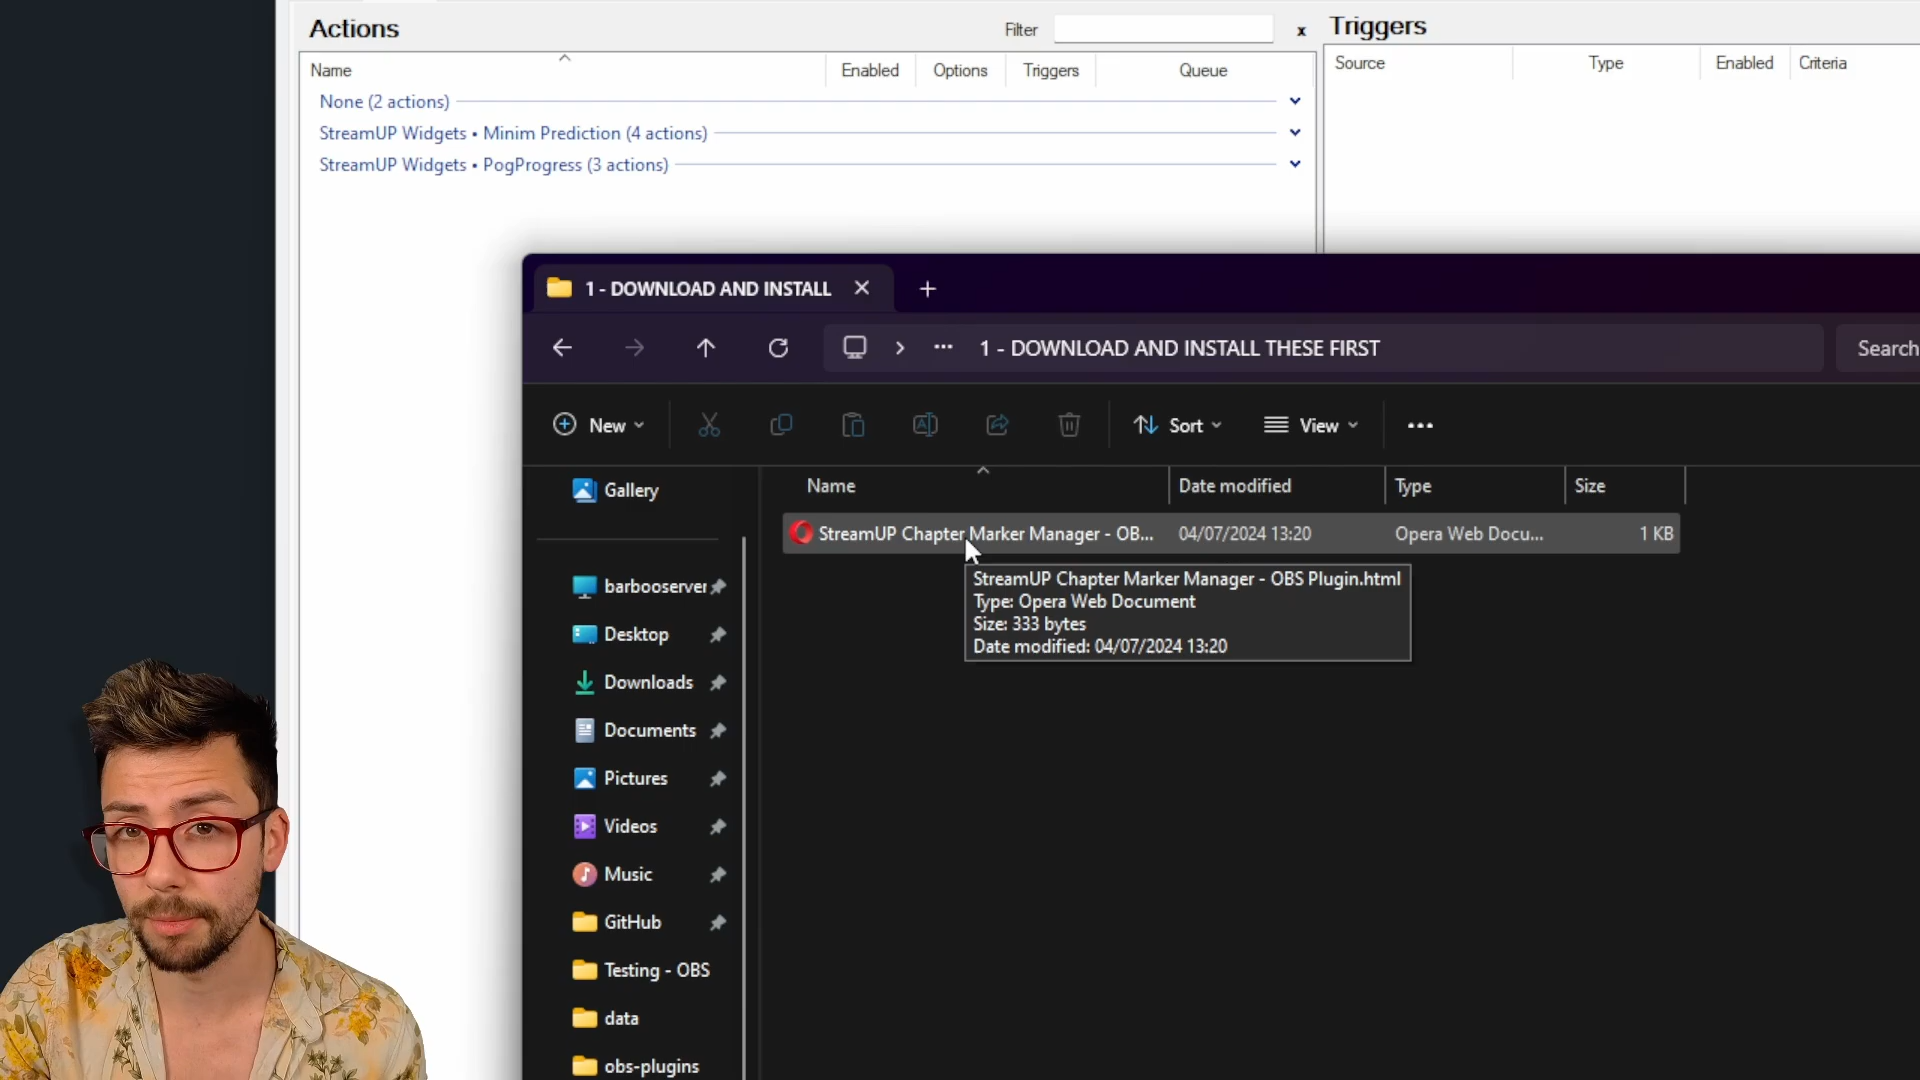 Actions
Filter
x
Triggers
Name
Enabled
Options
Triggers
Queue
Source
Type
Enabled
Criteria
None (2 actions)
StreamUP Widgets • Minim Prediction (4 actions)
StreamUP Widgets • PogProgress (3 actions)
1 - DOWNLOAD AND INSTALL
1 - DOWNLOAD AND INSTALL THESE FIRST
Search
New
Sort
View
Gallery
Name
Date modified
Type
Size
StreamUP Chapter Marker Manager - OB...
04/07/2024 13:20
Opera Web Docu...
1 KB
StreamUP Chapter Marker Manager - OBS Plugin.html
Type: Opera Web Document
Size: 333 bytes
Date modified: 04/07/2024 13:20
barbooserver
Desktop
Downloads
Documents
Pictures
Videos
Music
GitHub
Testing - OBS
data
obs-plugins